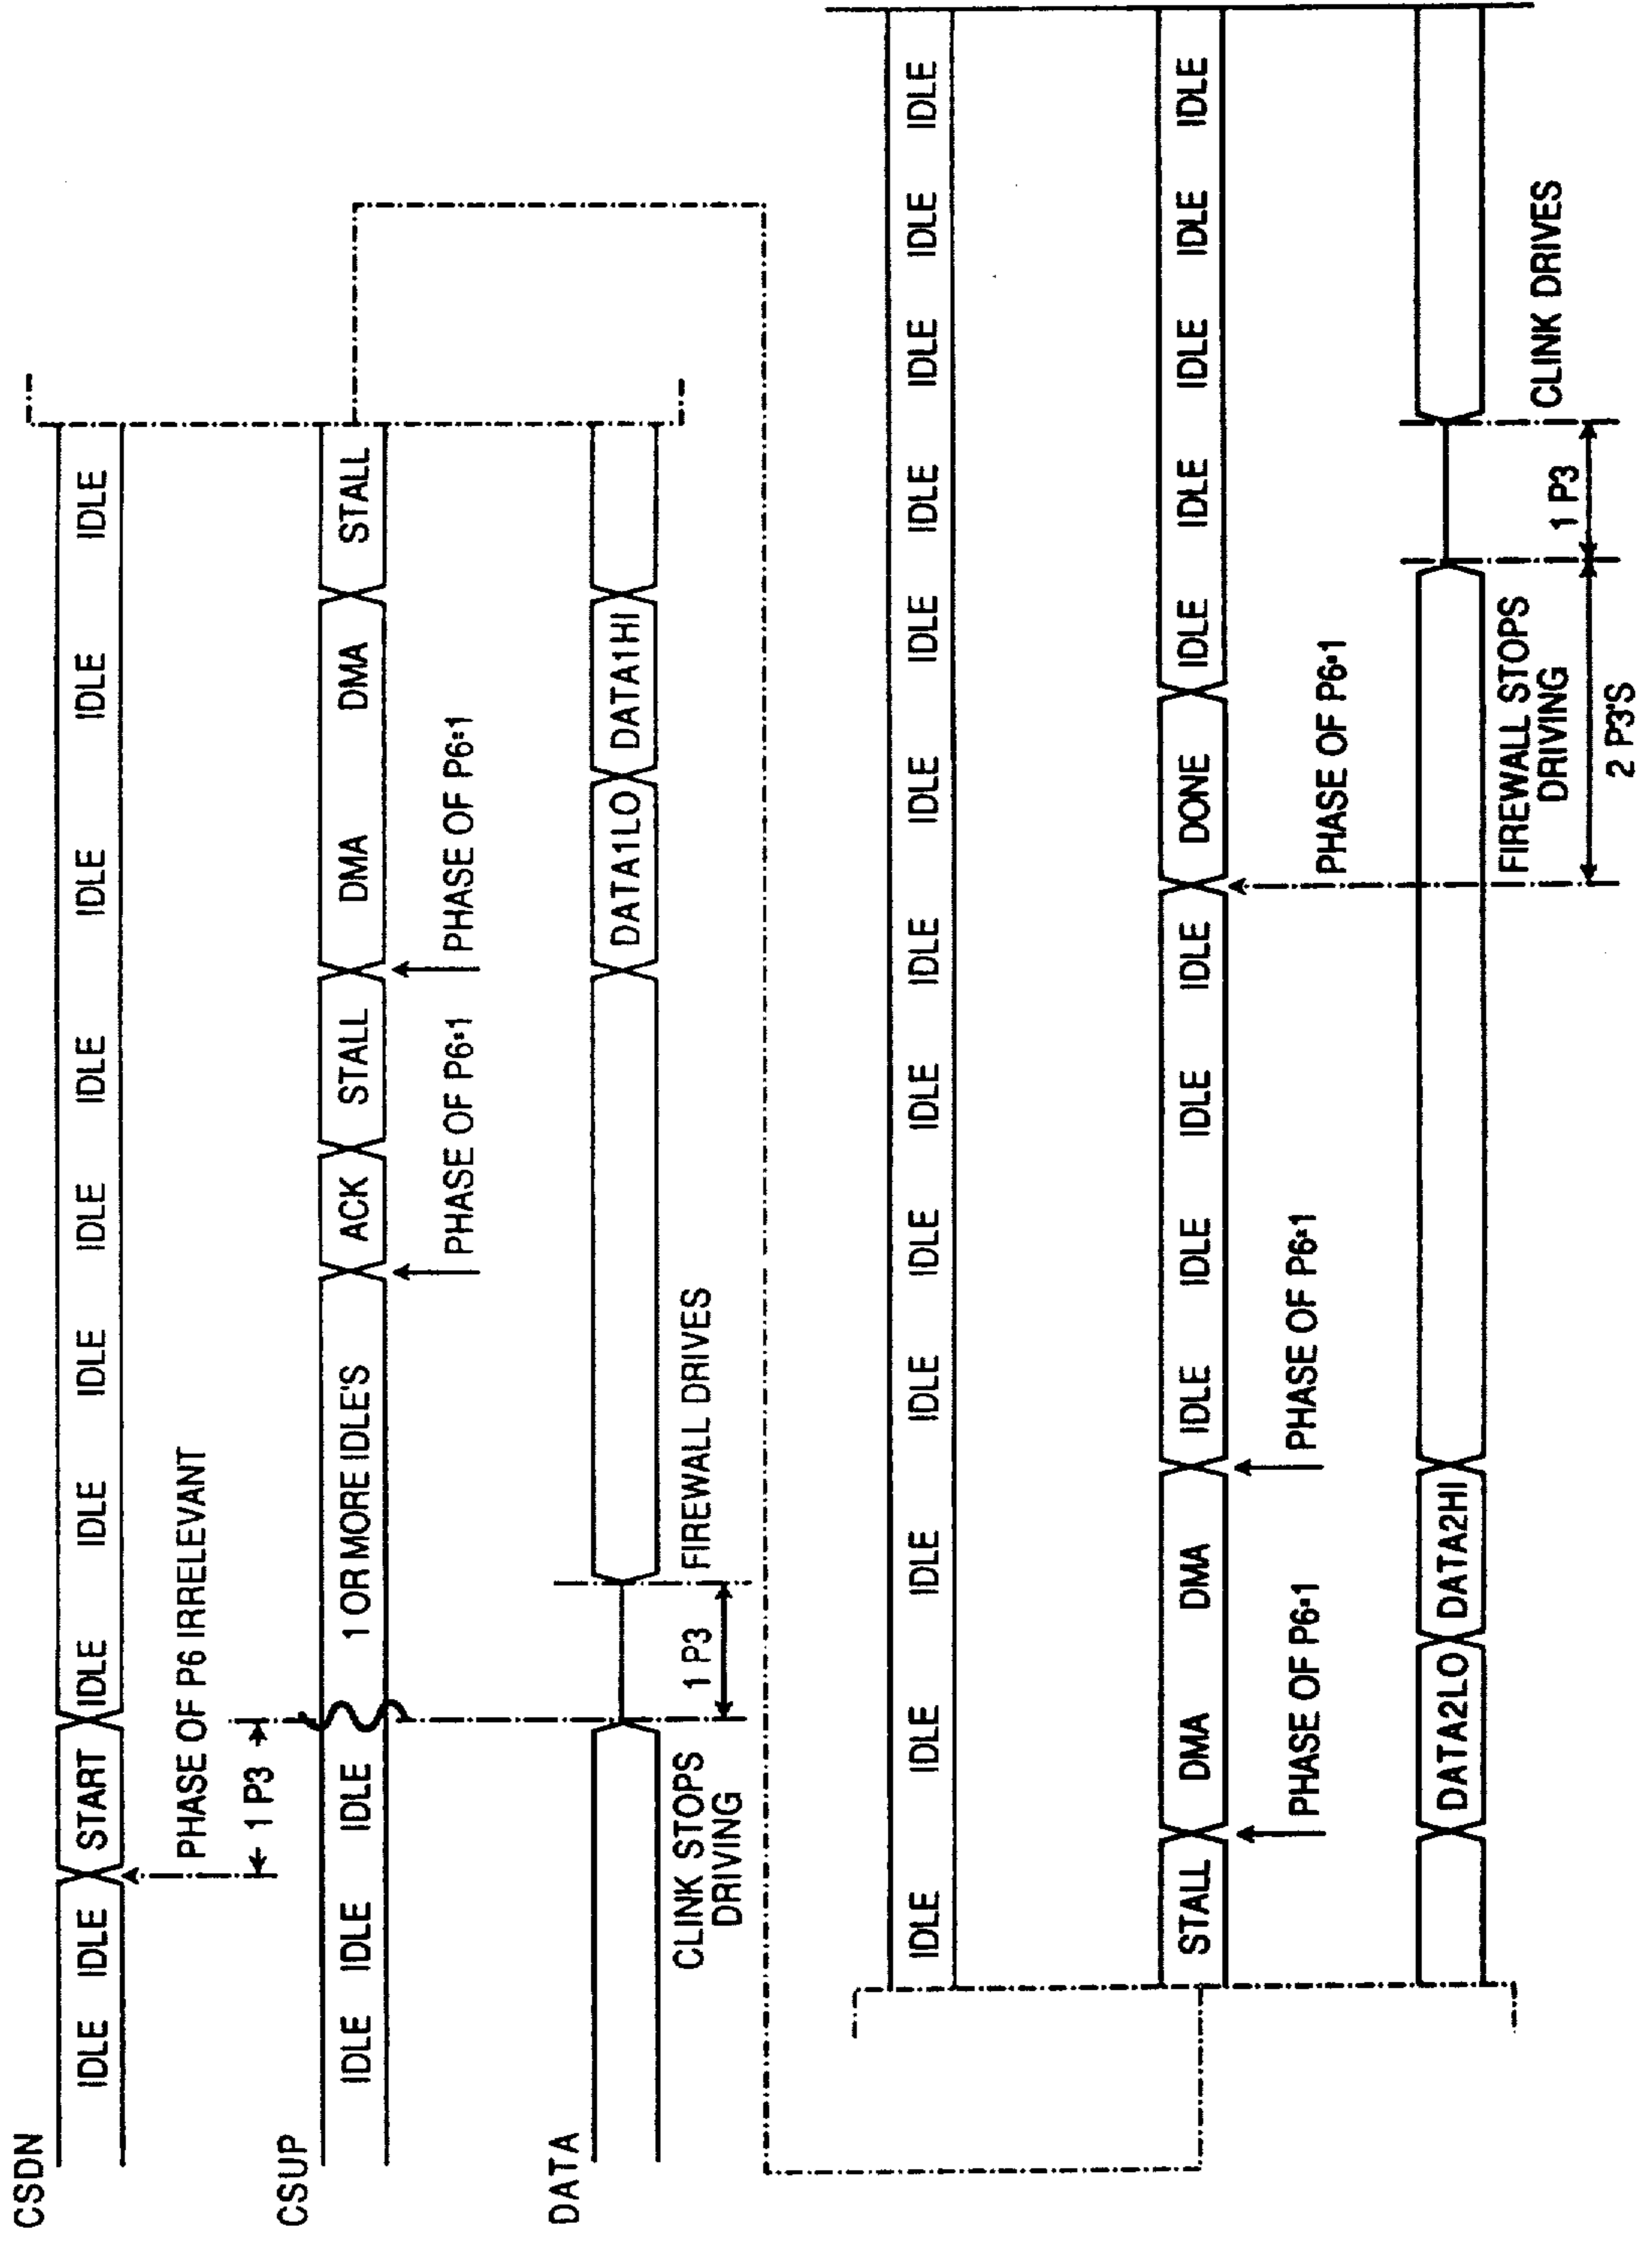 CSDN IDLE IDLE START IDLE IDLE IDLE IDLE IDLE IDLE IDLE IDLE
PHASE OF P6 IRRELEVANT
1 P3
CSUP IDLE IDLE IDLE 1 OR MORE IDLE'S ACK STALL DMA DMA STALL
PHASE OF P6=1 PHASE OF P6=1
DATA DATA1LO DATA1HI
CLINK STOPS
DRIVING
1 P3
FIREWALL DRIVES
IDLE IDLE IDLE IDLE IDLE IDLE IDLE IDLE IDLE IDLE IDLE IDLE IDLE
STALL DMA DMA IDLE IDLE IDLE IDLE DONE IDLE IDLE IDLE IDLE IDLE
PHASE OF P6=1 PHASE OF P6=1 PHASE OF P6=1
DATA2LO DATA2HI
FIREWALL STOPS
DRIVING
CLINK DRIVES
2 P3'S
1 P3